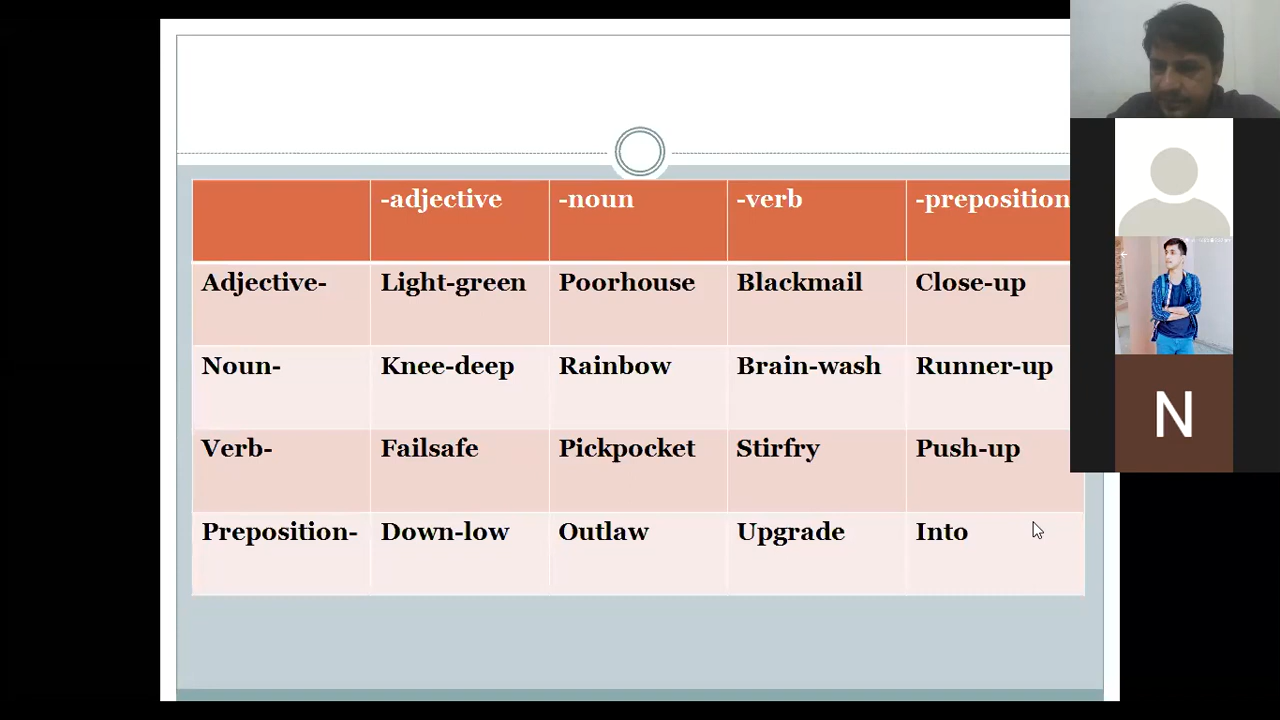 -adjective -noun -verb -preposition
Adjective- Light-green Poorhouse Blackmail Close-up
Noun- Knee-deep Rainbow Brain-wash Runner-up
Verb- Failsafe Pickpocket Stirfry Push-up
Preposition- Down-low Outlaw Upgrade Into
N